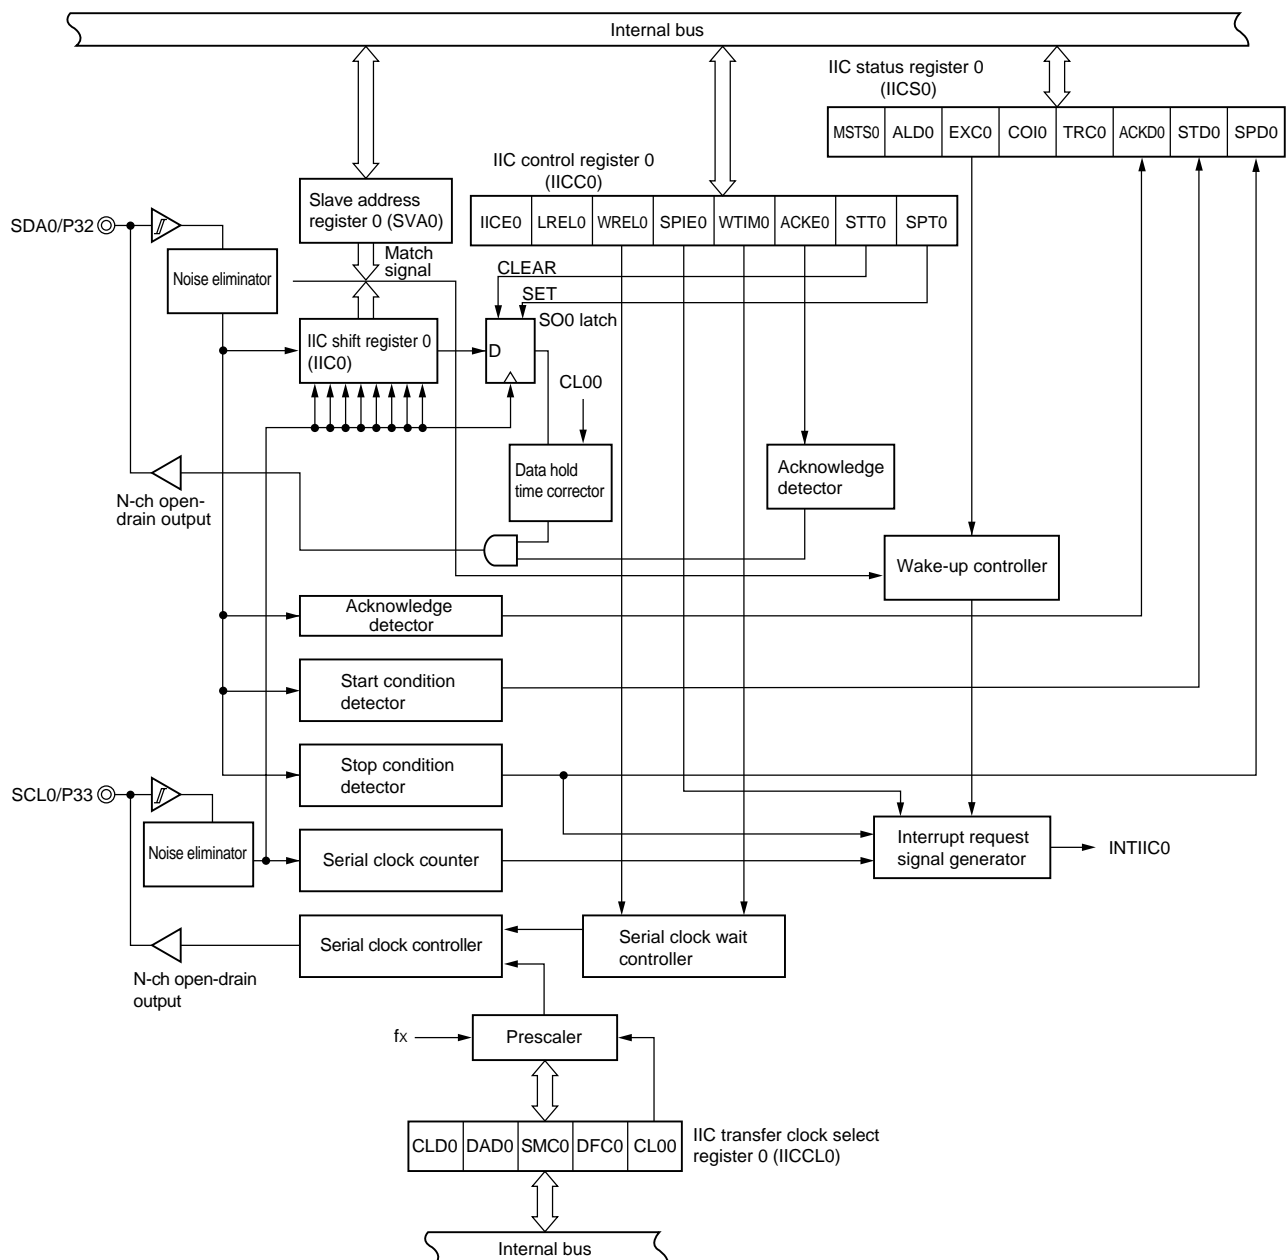 Internal bus
IIC status register 0
(IICS0)
MSTS0 ALD0 EXC0 COI0 TRC0 ACKD0 STD0 SPD0
IIC control register 0
(IICC0)
IICE0 LREL0 WREL0 SPIE0 WTIM0 ACKE0 STT0 SPT0
Slave address
register 0 (SVA0)
SDA0/P32
Noise eliminator
Match
signal
CLEAR
SET
SO0 latch
IIC shift register 0
(IIC0)
D
CL00
Data hold
time corrector
Acknowledge
detector
N-ch open-
drain output
Wake-up controller
Acknowledge
detector
Start condition
detector
Stop condition
detector
SCL0/P33
Noise eliminator
Serial clock counter
Interrupt request
signal generator
INTIIC0
Serial clock controller
Serial clock wait
controller
N-ch open-drain
output
fX
Prescaler
CLD0 DAD0 SMC0 DFC0 CL00
IIC transfer clock select
register 0 (IICCL0)
Internal bus